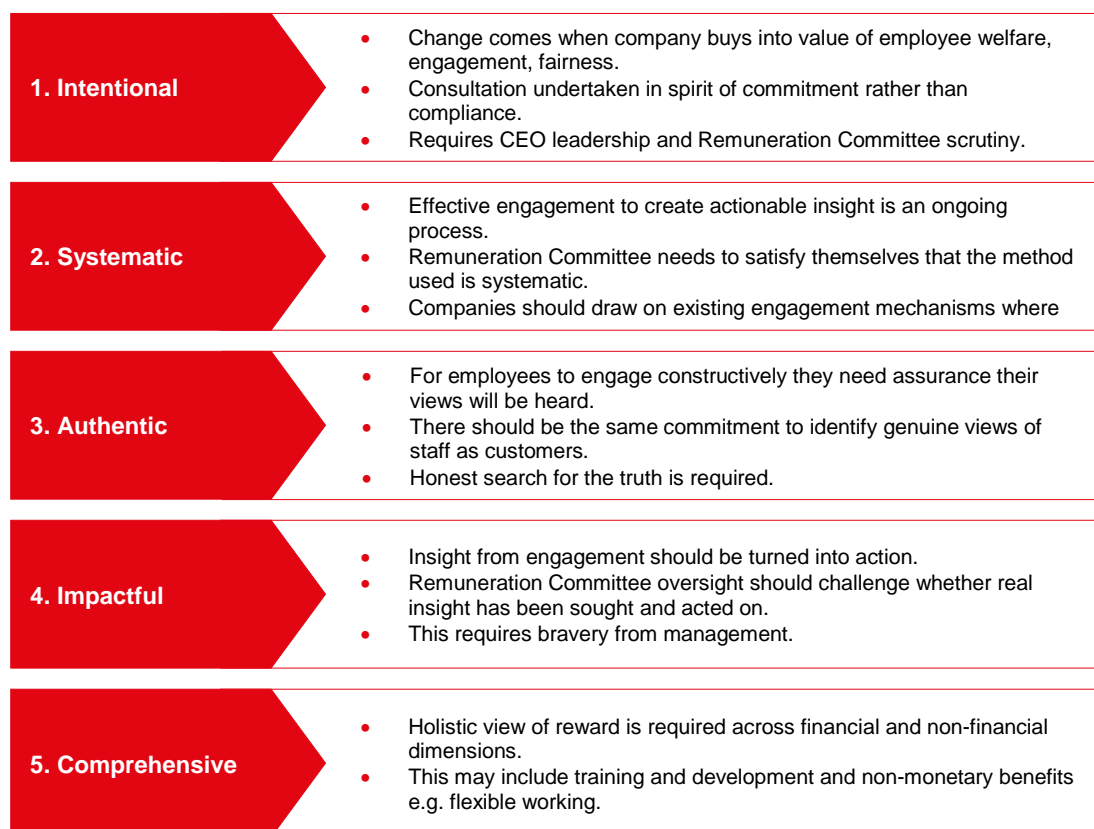 1. Intentional
• Change comes when company buys into value of employee welfare,
engagement, fairness.
• Consultation undertaken in spirit of commitment rather than
compliance.
• Requires CEO leadership and Remuneration Committee scrutiny.
2. Systematic
• Effective engagement to create actionable insight is an ongoing
process.
• Remuneration Committee needs to satisfy themselves that the method
used is systematic.
• Companies should draw on existing engagement mechanisms where
3. Authentic
• For employees to engage constructively they need assurance their
views will be heard.
• There should be the same commitment to identify genuine views of
staff as customers.
• Honest search for the truth is required.
4. Impactful
• Insight from engagement should be turned into action.
• Remuneration Committee oversight should challenge whether real
insight has been sought and acted on.
• This requires bravery from management.
5. Comprehensive
• Holistic view of reward is required across financial and non-financial
dimensions.
• This may include training and development and non-monetary benefits
e.g. flexible working.